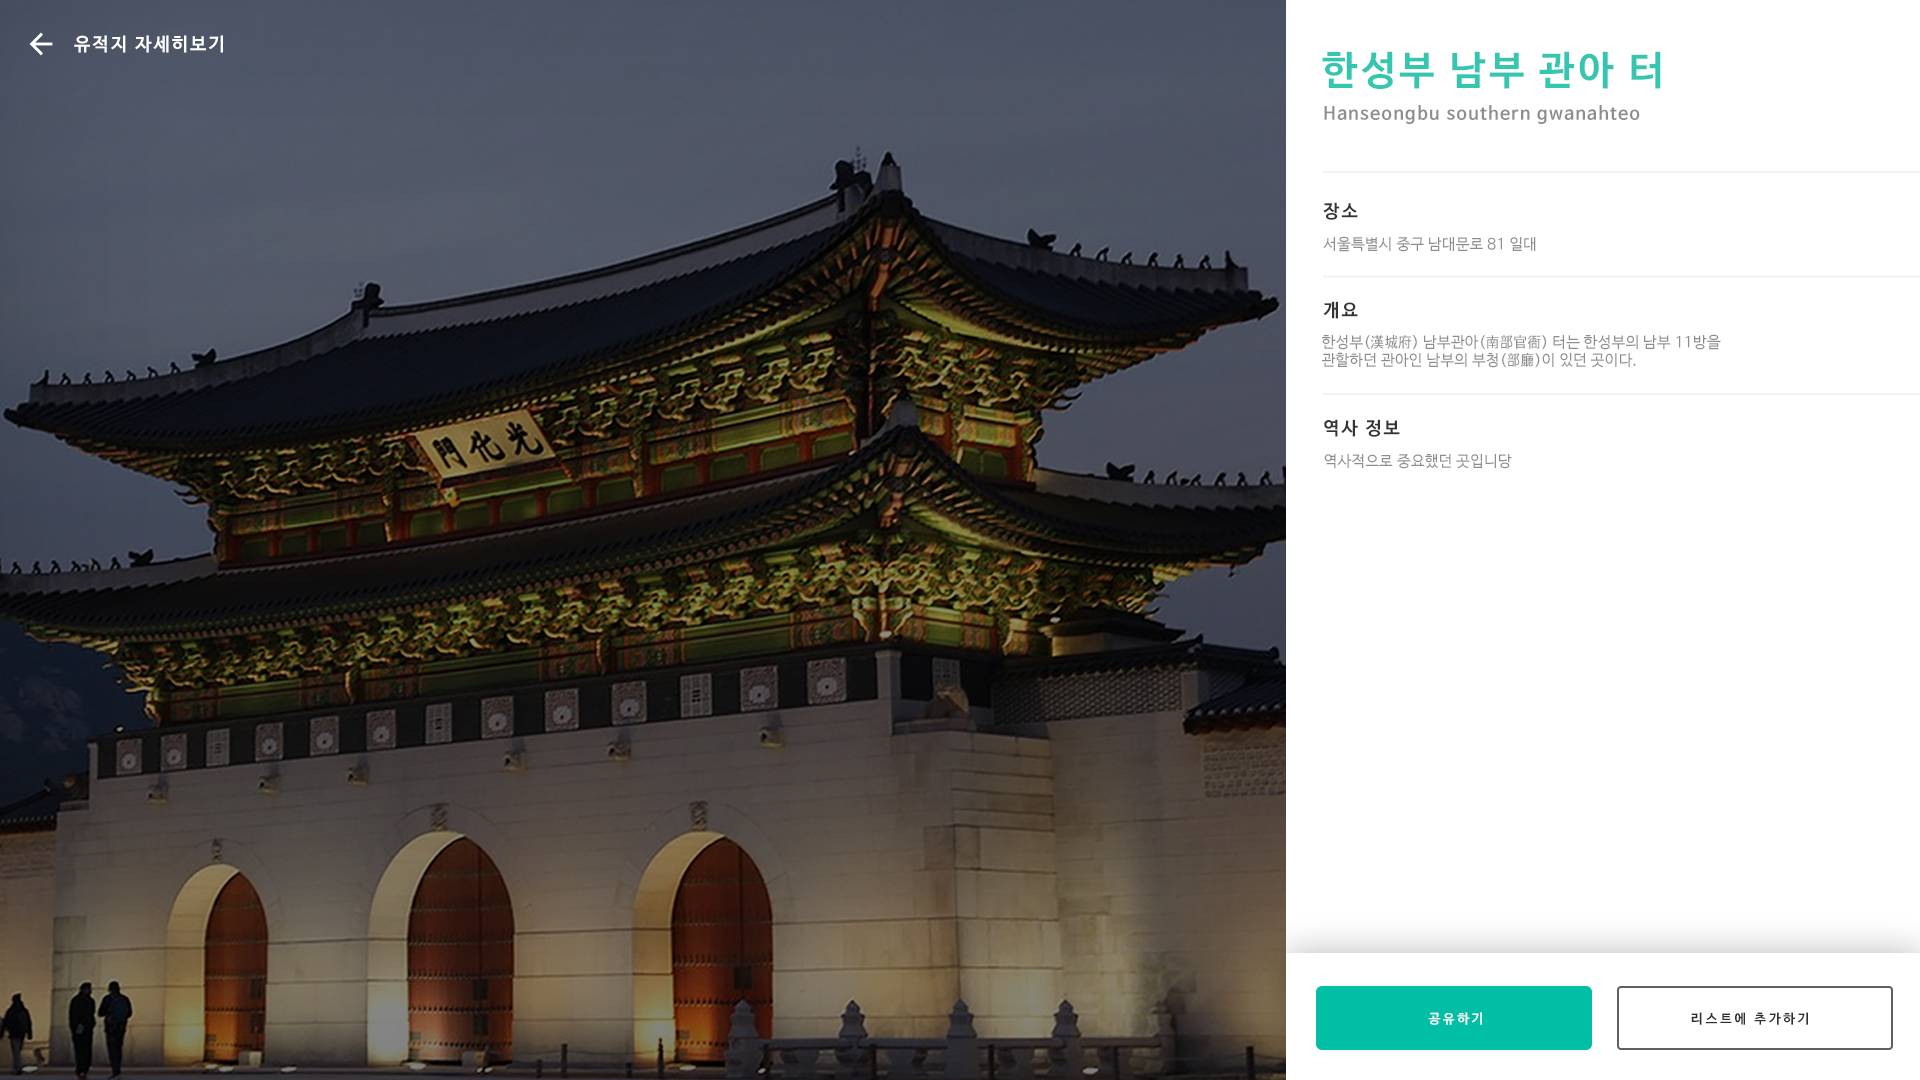 유적지 자세히보기
光化門
한성부 남부 관아 터
Hanseongbu southern gwanahteo
장소
서울특별시 중구 남대문로 81 일대
개요
한성부(漢城府) 남부관아(南部官衙) 터는 한성부의 남부 11방을
관할하던 관아인 남부의 부청(部廳)이 있던 곳이다.
역사 정보
역사적으로 중요했던 곳입니당
공유하기
리스트에 추가하기